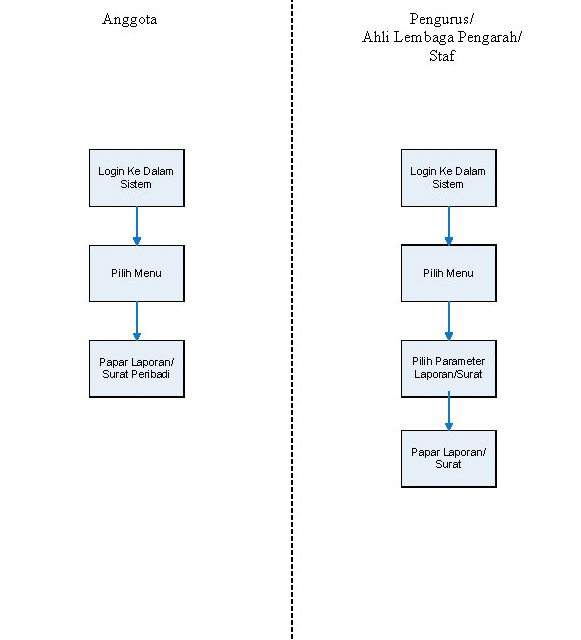 Anggota
Login Ke Dalam
Sistem
Pilih Menu
Papar Laporan/
Surat Peribadi
Pengurus/
Ahli Lembaga Pengarah/
Staf
Login Ke Dalam
Sistem
Pilih Menu
Pilih Parameter
Laporan/Surat
Papar Laporan/
Surat